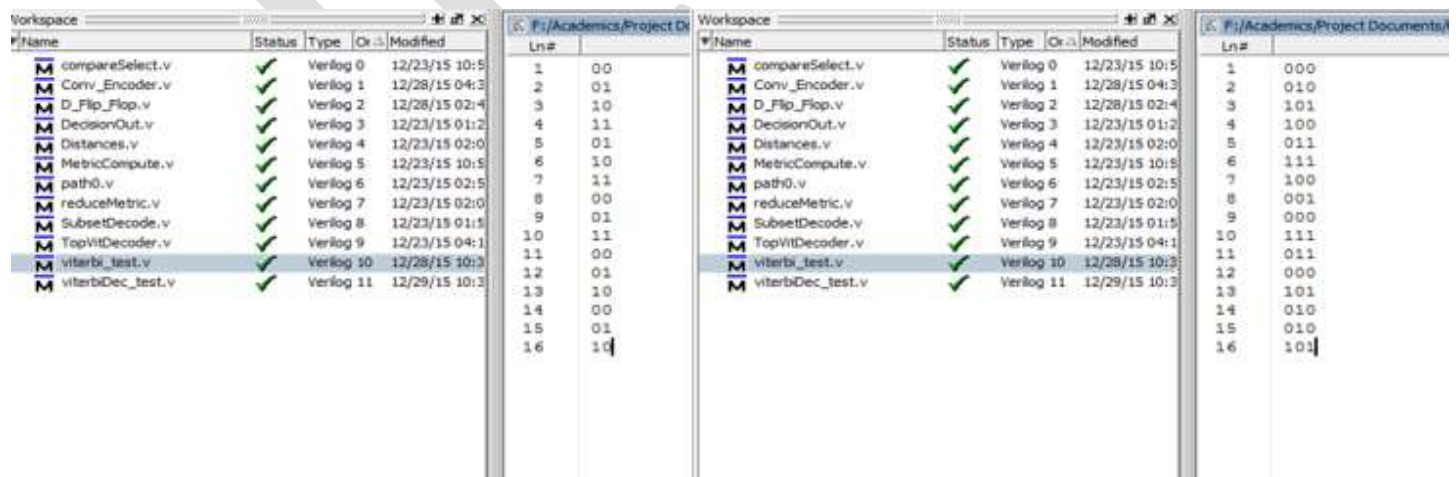 Workspace
Name Status Type Or Modified
compareSelect.v Verilog 0 12/23/15 10:5
Conv_Encoder.v Verilog 1 12/28/15 04:3
D_Flip_Flop.v Verilog 2 12/28/15 02:4
DecisionOut.v Verilog 3 12/23/15 01:2
Distances.v Verilog 4 12/23/15 02:0
MetricCompute.v Verilog 5 12/23/15 10:5
path0.v Verilog 6 12/23/15 02:5
reduceMetric.v Verilog 7 12/23/15 02:0
SubsetDecode.v Verilog 8 12/23/15 01:5
TopVitDecoder.v Verilog 9 12/23/15 04:1
viterbi_test.v Verilog 10 12/28/15 10:3
viterbiDec_test.v Verilog 11 12/29/15 10:3
F:/Academics/Project Do
Ln#
1 00
2 01
3 10
4 11
5 01
6 10
7 11
8 00
9 01
10 11
11 00
12 01
13 10
14 00
15 01
16 10
Workspace
Name Status Type Or Modified
compareSelect.v Verilog 0 12/23/15 10:5
Conv_Encoder.v Verilog 1 12/28/15 04:3
D_Flip_Flop.v Verilog 2 12/28/15 02:4
DecisionOut.v Verilog 3 12/23/15 01:2
Distances.v Verilog 4 12/23/15 02:0
MetricCompute.v Verilog 5 12/23/15 10:5
path0.v Verilog 6 12/23/15 02:5
reduceMetric.v Verilog 7 12/23/15 02:0
SubsetDecode.v Verilog 8 12/23/15 01:5
TopVitDecoder.v Verilog 9 12/23/15 04:1
viterbi_test.v Verilog 10 12/28/15 10:3
viterbiDec_test.v Verilog 11 12/29/15 10:3
F:/Academics/Project Documents/
Ln#
1 000
2 010
3 101
4 100
5 011
6 111
7 100
8 001
9 000
10 111
11 011
12 000
13 101
14 010
15 010
16 101